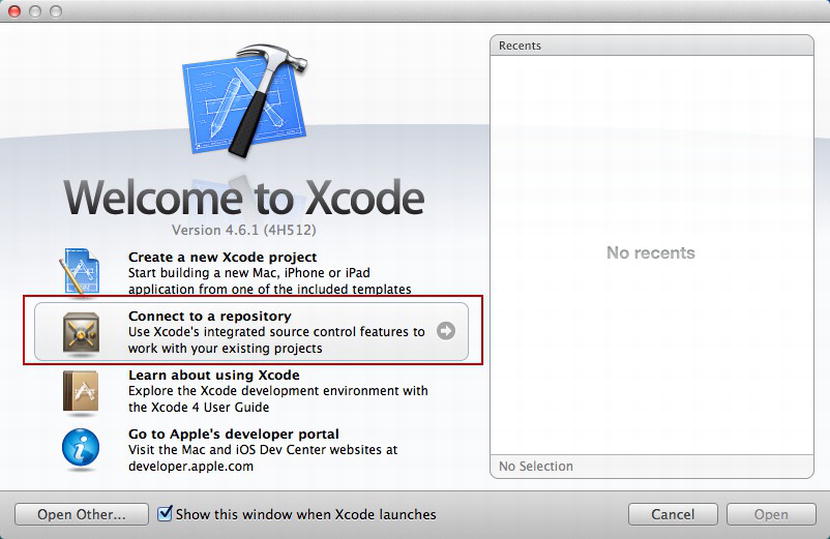 Recents
No recents
No Selection
Welcome to Xcode
Version 4.6.1 (4H512)
Create a new Xcode project
Start building a new Mac, iPhone or iPad
application from one of the included templates
Connect to a repository
Use Xcode's integrated source control features to
work with your existing projects
Learn about using Xcode
Explore the Xcode development environment with
the Xcode 4 User Guide
Go to Apple's developer portal
Visit the Mac and iOS Dev Center websites at
developer.apple.com
Open Other...
Show this window when Xcode launches
Cancel
Open